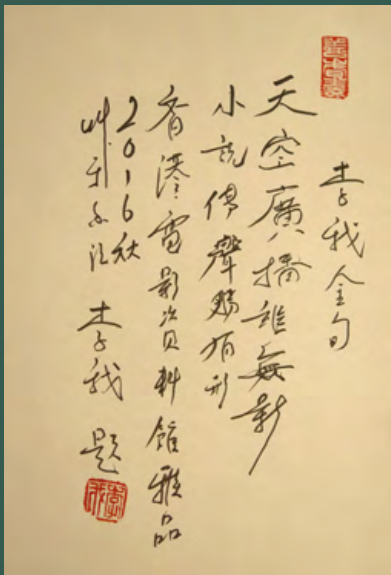 李我金句
天空廣播雖無影
小說傳聲勝有形
香港電影資料館雅品
2016秋
李我 題